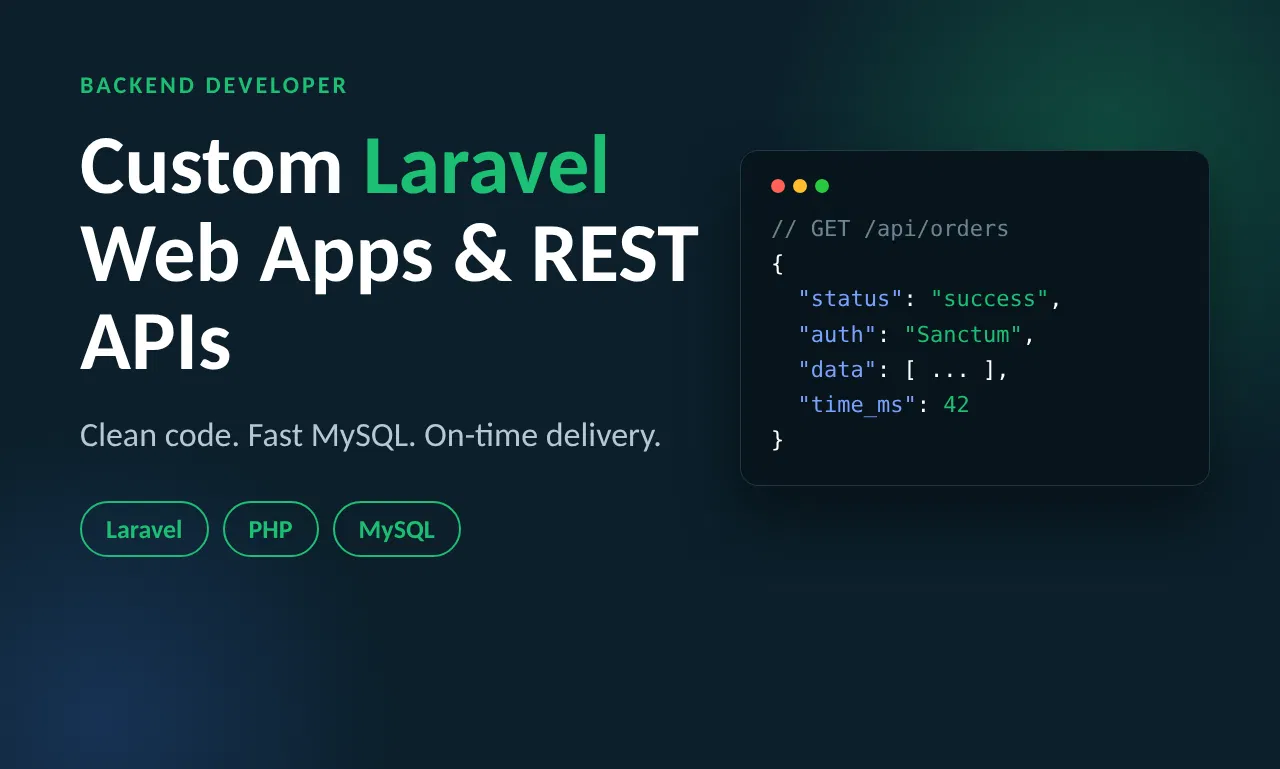 BACKEND DEVELOPER
Custom Laravel
Web Apps & REST
APIs
Clean code. Fast MySQL. On-time delivery.
Laravel PHP MySQL
// GET /api/orders
{
  "status": "success",
  "auth": "Sanctum",
  "data": [ ... ],
  "time_ms": 42
}